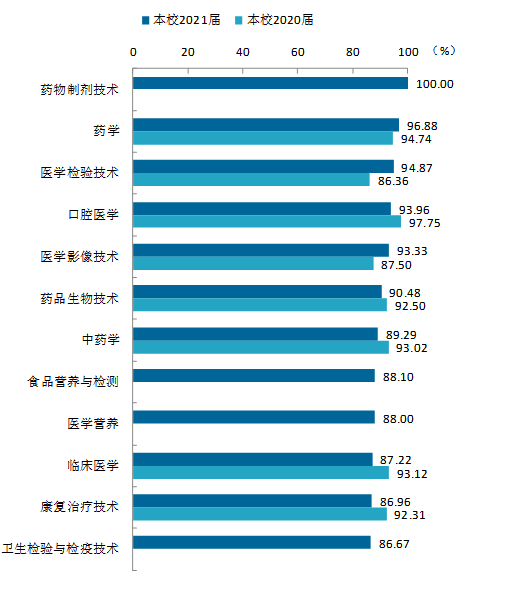 本校2021届 本校2020届
0 20 40 60 80 100 （%）
药物制剂技术 100.00
药学 96.88
94.74
医学检验技术 94.87
86.36
口腔医学 93.96
97.75
医学影像技术 93.33
87.50
药品生物技术 90.48
92.50
中药学 89.29
93.02
食品营养与检测 88.10
医学营养 88.00
临床医学 87.22
93.12
康复治疗技术 86.96
92.31
卫生检验与检疫技术 86.67